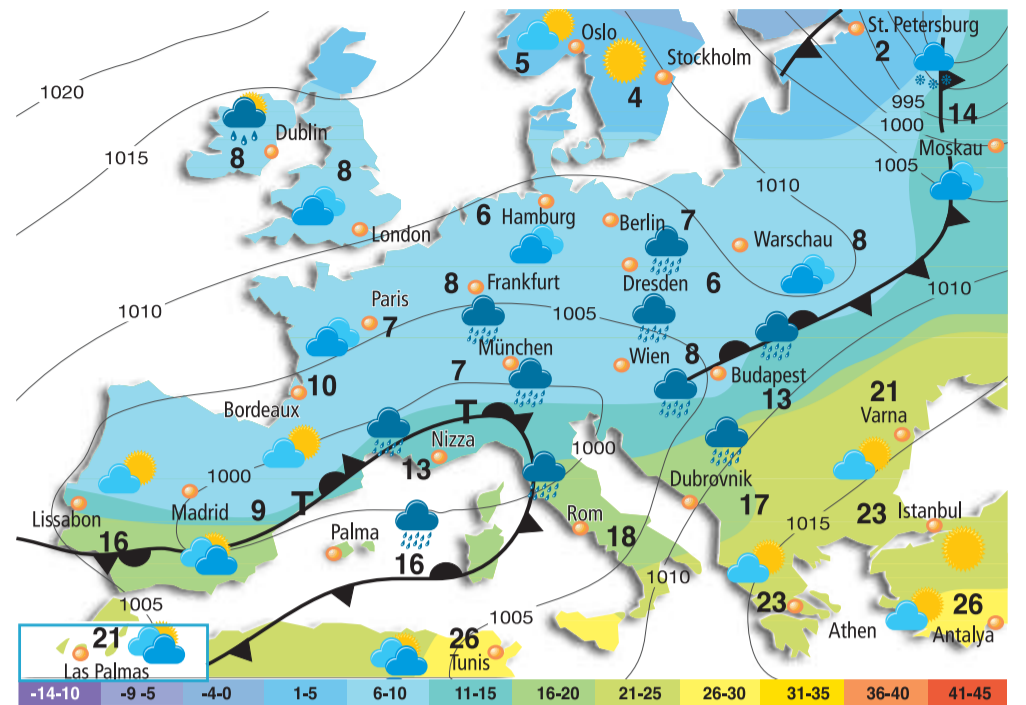 Oslo
5
Stockholm
4
St. Petersburg
2
1020
995
1000
14
Moskau
1005
1015
Dublin
8
8
London
1010
6
Hamburg
Berlin
7
Warschau
8
8
Frankfurt
Dresden
6
1010
Paris
7
1005
1010
München
7
Wien
8
Budapest
13
10
Bordeaux
T
Nizza
13
1000
21
Varna
1000
Lissabon
Madrid
9
T
16
Palma
16
Rom
18
Dubrovnik
17
1015
23
Istanbul
1010
1005
1005
23
Athen
26
Antalya
21
Las Palmas
26
Tunis
-14-10 -9 -5 -4-0 1-5 6-10 11-15 16-20 21-25 26-30 31-35 36-40 41-45